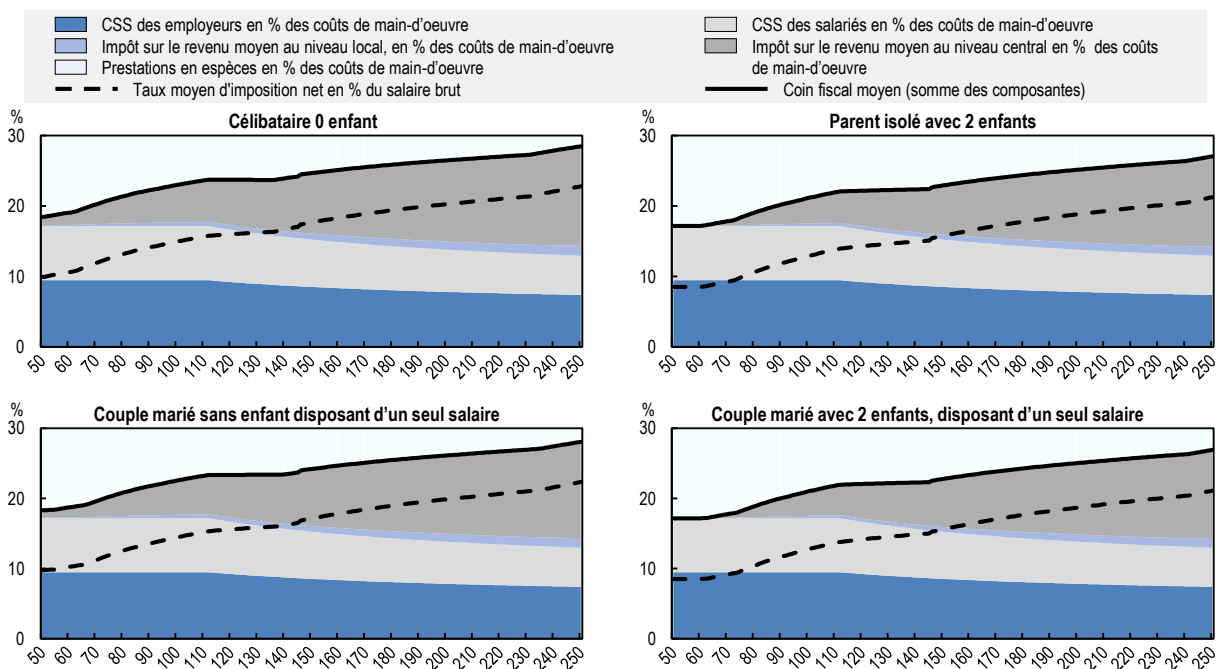 CSS des employeurs en % des coûts de main-d'oeuvre
CSS des salariés en % des coûts de main-d'oeuvre
Impôt sur le revenu moyen au niveau local, en % des coûts de main-d'oeuvre
Impôt sur le revenu moyen au niveau central en % des coûts
de main-d'oeuvre
Prestations en espèces en % des coûts de main-d'oeuvre
Taux moyen d'imposition net en % du salaire brut
Coin fiscal moyen (somme des composantes)
%
Célibataire 0 enfant
30
20
10
0
50 60 70 80 90 100 110 120 130 140 150 160 170 180 190 200 210 220 230 240 250
%
Parent isolé avec 2 enfants
30
20
10
0
50 60 70 80 90 100 110 120 130 140 150 160 170 180 190 200 210 220 230 240 250
%
Couple marié sans enfant disposant d'un seul salaire
30
20
10
0
50 60 70 80 90 100 110 120 130 140 150 160 170 180 190 200 210 220 230 240 250
%
Couple marié avec 2 enfants, disposant d'un seul salaire
30
20
10
0
50 60 70 80 90 100 110 120 130 140 150 160 170 180 190 200 210 220 230 240 250